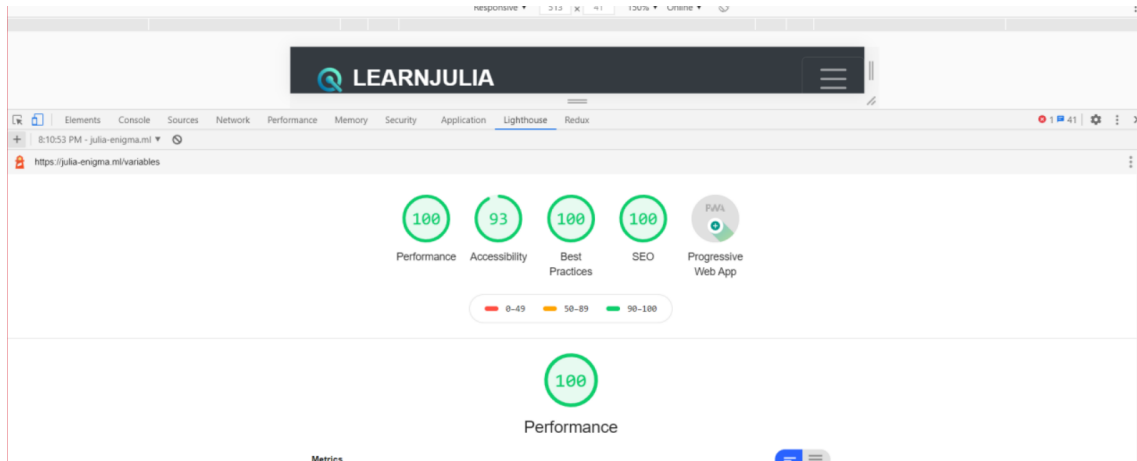 Responsive ▾ 513 x 41 150% ▾ Online ▾
LEARNJULIA
Elements Console Sources Network Performance Memory Security Application Lighthouse Redux 1 41
+ 8:10:53 PM - julia-enigma.ml ▾
https://julia-enigma.ml/variables
100 93 100 100 PWA
Performance Accessibility Best Practices SEO Progressive Web App
0–49 50–89 90–100
100
Performance
Metrics